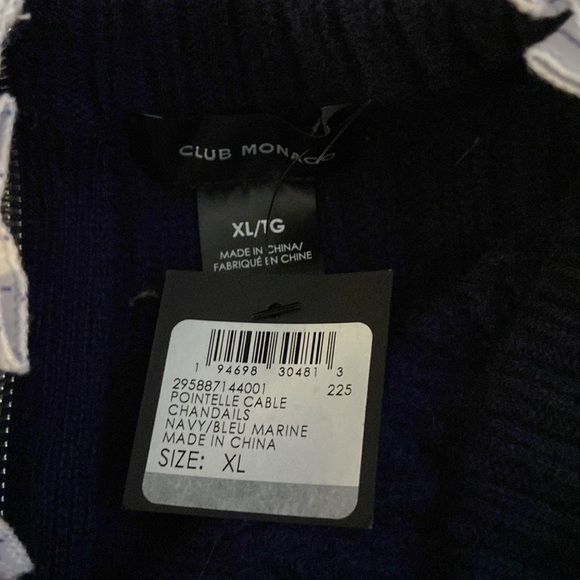 CLUB MONACO
XL/TG
MADE IN CHINA/
FABRIQUÉ EN CHINE
1 94698 30481 3
295887144001 225
POINTELLE CABLE
CHANDAILS
NAVY/BLEU MARINE
MADE IN CHINA
SIZE: XL